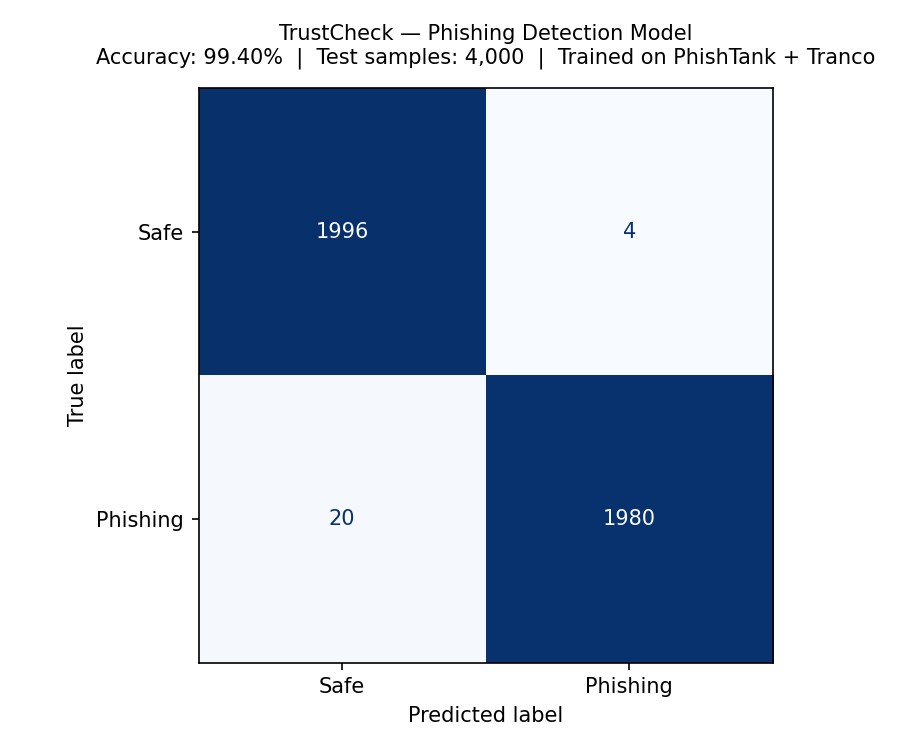 TrustCheck — Phishing Detection Model
Accuracy: 99.40%  |  Test samples: 4,000  |  Trained on PhishTank + Tranco
Safe
1996
4
True label
Phishing
20
1980
Safe
Phishing
Predicted label